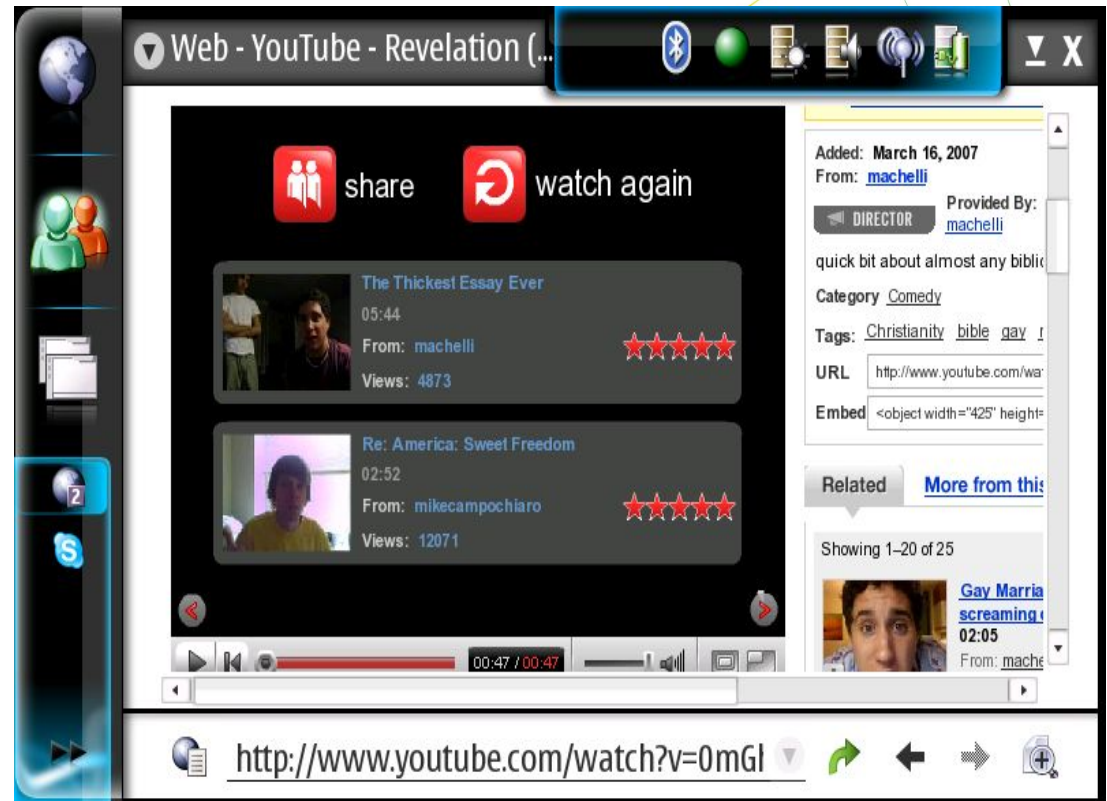 Web - YouTube - Revelation (...
X
share
watch again
The Thickest Essay Ever
05:44
From: machelli
Views: 4873
Re: America: Sweet Freedom
02:52
From: mikecampochiaro
Views: 12071
00:47 / 00:47
Added: March 16, 2007
From: machelli
DIRECTOR
Provided By:
machelli
quick bit about almost any
Category Comedy
Tags: Christianity bible gay
URL http://www.youtube.com/wa
Embed <object width="425" height=
Related
More from this
Showing 1–20 of 25
Gay Marria
screaming
02:05
From: mache
2
S
http://www.youtube.com/watch?v=0mG